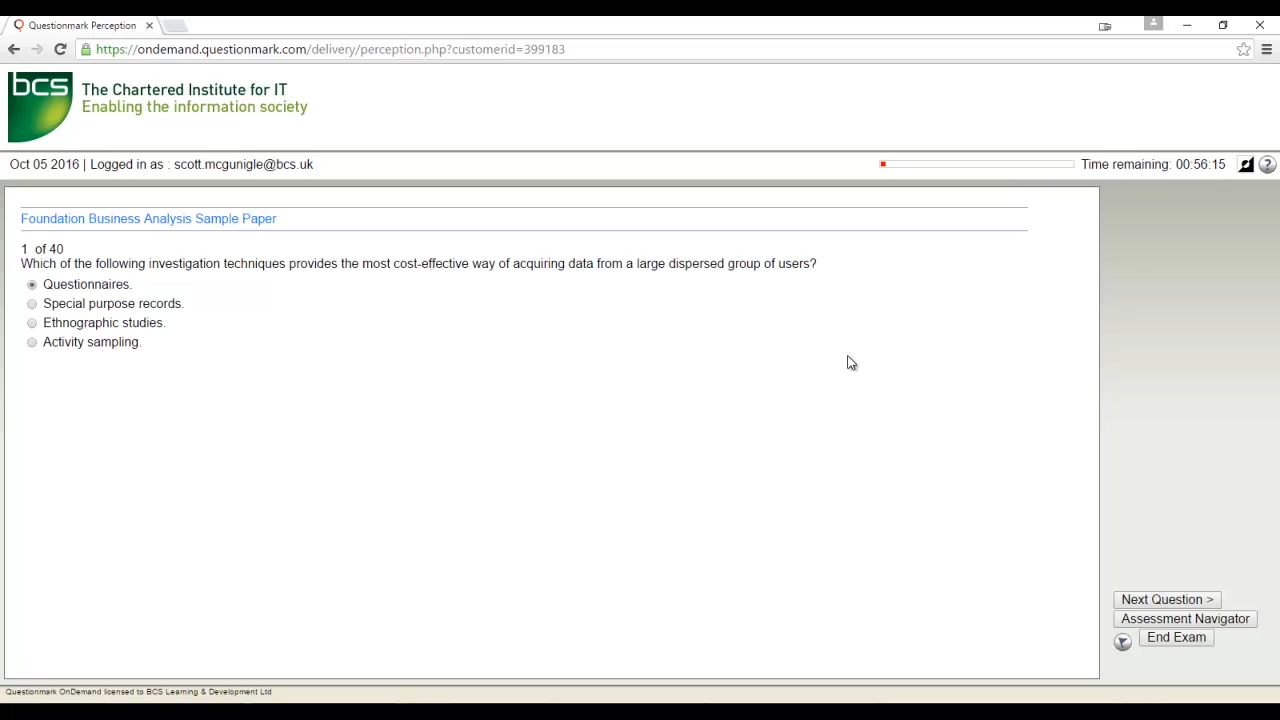 Questionmark Perception
https://ondemand.questionmark.com/delivery/perception.php?customerid=399183
bcs
The Chartered Institute for IT
Enabling the information society
Oct 05 2016 | Logged in as : scott.mcgunigle@bcs.uk
Time remaining: 00:56:15
?
Foundation Business Analysis Sample Paper
1 of 40
Which of the following investigation techniques provides the most cost-effective way of acquiring data from a large dispersed group of users?
Questionnaires.
Special purpose records.
Ethnographic studies.
Activity sampling.
Next Question >
Assessment Navigator
End Exam
Questionmark OnDemand licensed to BCS Learning & Development Ltd